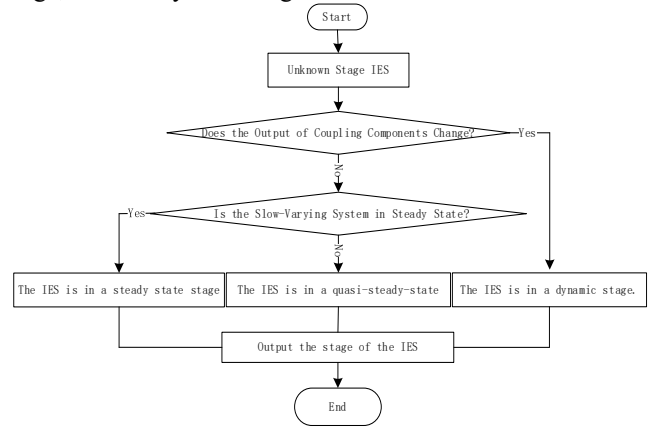 Start
Unknown Stage IES
Does the Output of Coupling Components Change?
Yes
No
Is the Slow-Varying System in Steady State?
Yes
No
The IES is in a steady state stage
The IES is in a quasi-steady-state
The IES is in a dynamic stage.
Output the stage of the IES
End